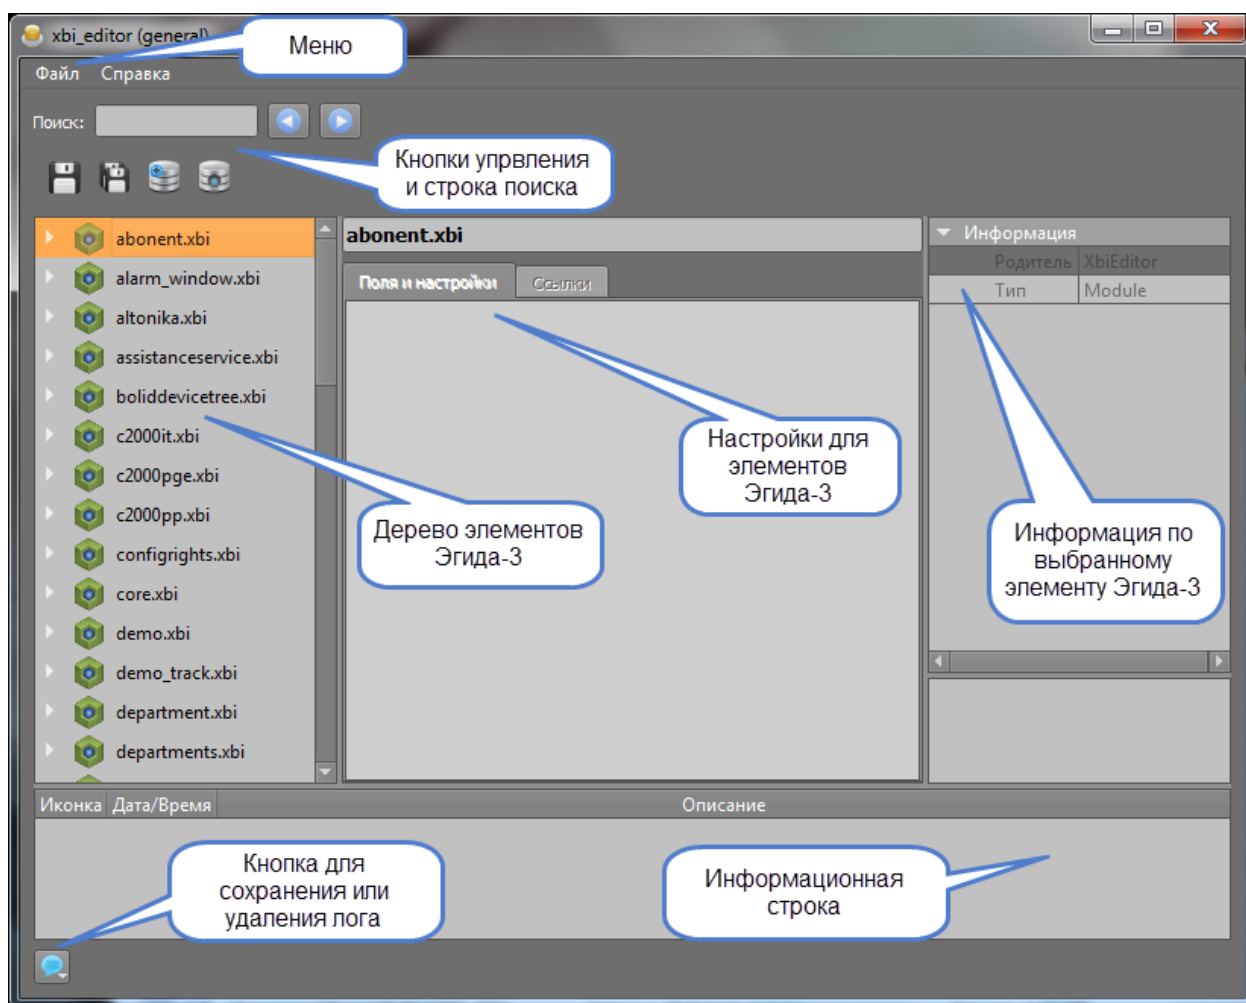 xbi_editor (general)
Меню
Файл Справка
Поиск:
Кнопки упрвления
и строка поиска
abonent.xbi
alarm_window.xbi
altonika.xbi
assistanceservice.xbi
boliddevicetree.xbi
c2000it.xbi
c2000pge.xbi
c2000pp.xbi
configrights.xbi
core.xbi
demo.xbi
demo_track.xbi
department.xbi
departments.xbi
Дерево элементов
Эгида-3
abonent.xbi
Поля и настройки Ссылки
Настройки для
элементов
Эгида-3
Информация
Родитель XbiEditor
Тип Module
Информация по
выбранному
элементу Эгида-3
Иконка Дата/Время Описание
Кнопка для
сохранения или
удаления лога
Информационная
строка